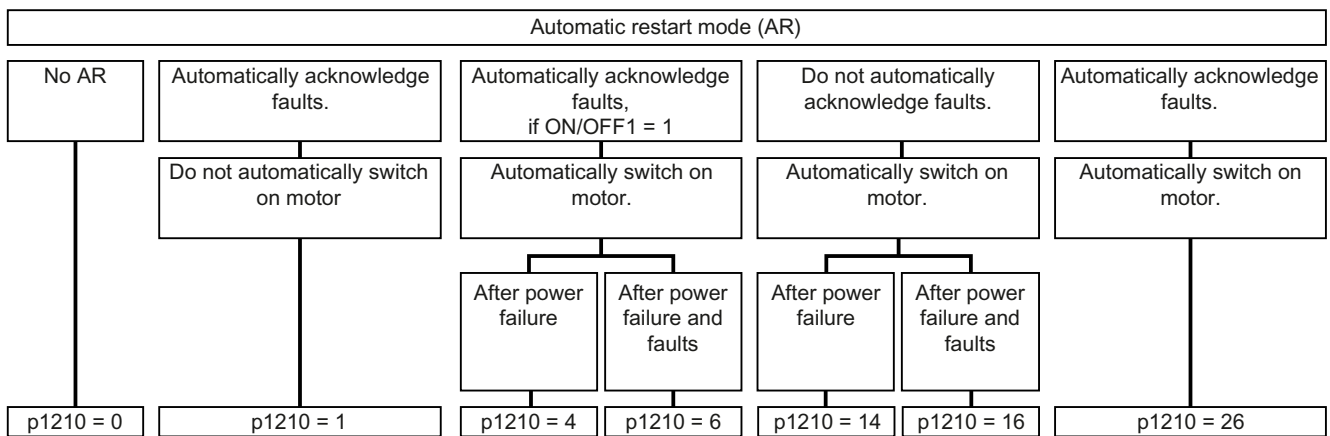 Automatic restart mode (AR)
No AR
Automatically acknowledge
faults.
Automatically acknowledge
faults,
if ON/OFF1 = 1
Do not automatically
acknowledge faults.
Automatically acknowledge
faults.
Do not automatically switch
on motor
Automatically switch on
motor.
Automatically switch on
motor.
Automatically switch on
motor.
After power
failure
After power
failure and
faults
After power
failure
After power
failure and
faults
p1210 = 0
p1210 = 1
p1210 = 4
p1210 = 6
p1210 = 14
p1210 = 16
p1210 = 26